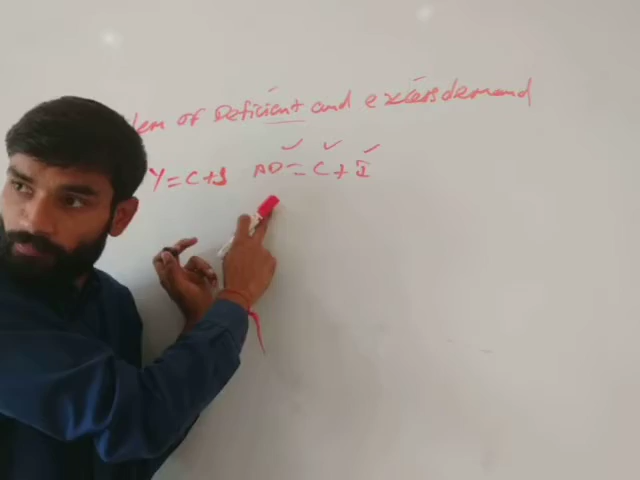 lem of Deficient and excess demand
Y=C+S AD=C+I